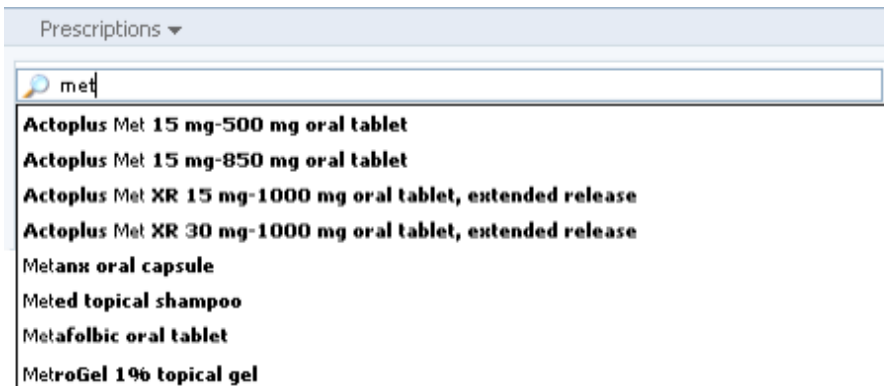 Prescriptions
met
Actoplus Met 15 mg-500 mg oral tablet
Actoplus Met 15 mg-850 mg oral tablet
Actoplus Met XR 15 mg-1000 mg oral tablet, extended release
Actoplus Met XR 30 mg-1000 mg oral tablet, extended release
Metanx oral capsule
Meted topical shampoo
Metafolbic oral tablet
MetroGel 1% topical gel